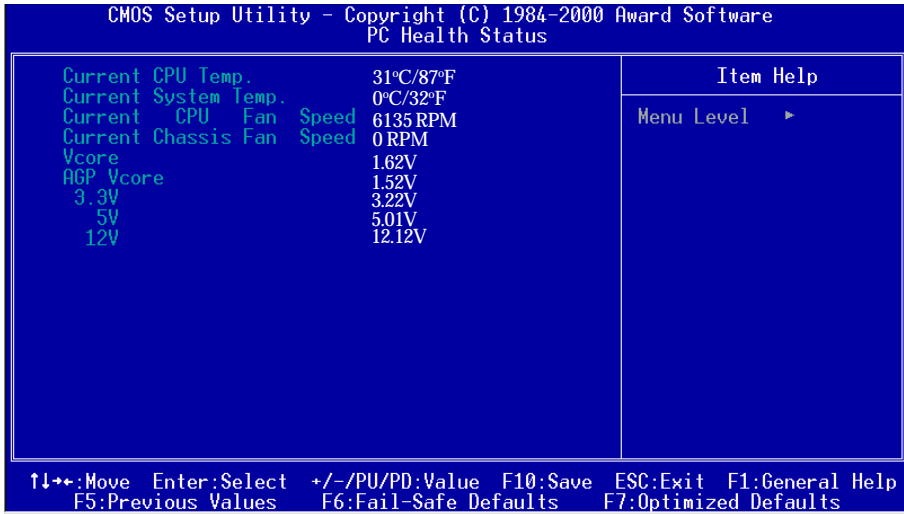 CMOS Setup Utility - Copyright (C) 1984-2000 Award Software
PC Health Status
Current CPU Temp. 31°C/87°F
Current System Temp. 0°C/32°F
Current CPU Fan Speed 6135 RPM
Current Chassis Fan Speed 0 RPM
Vcore 1.62V
AGP Vcore 1.52V
3.3V 3.22V
5V 5.01V
12V 12.12V
Item Help
Menu Level ►
↑↓→←:Move Enter:Select +/-/PU/PD:Value F10:Save ESC:Exit F1:General Help
F5:Previous Values F6:Fail-Safe Defaults F7:Optimized Defaults